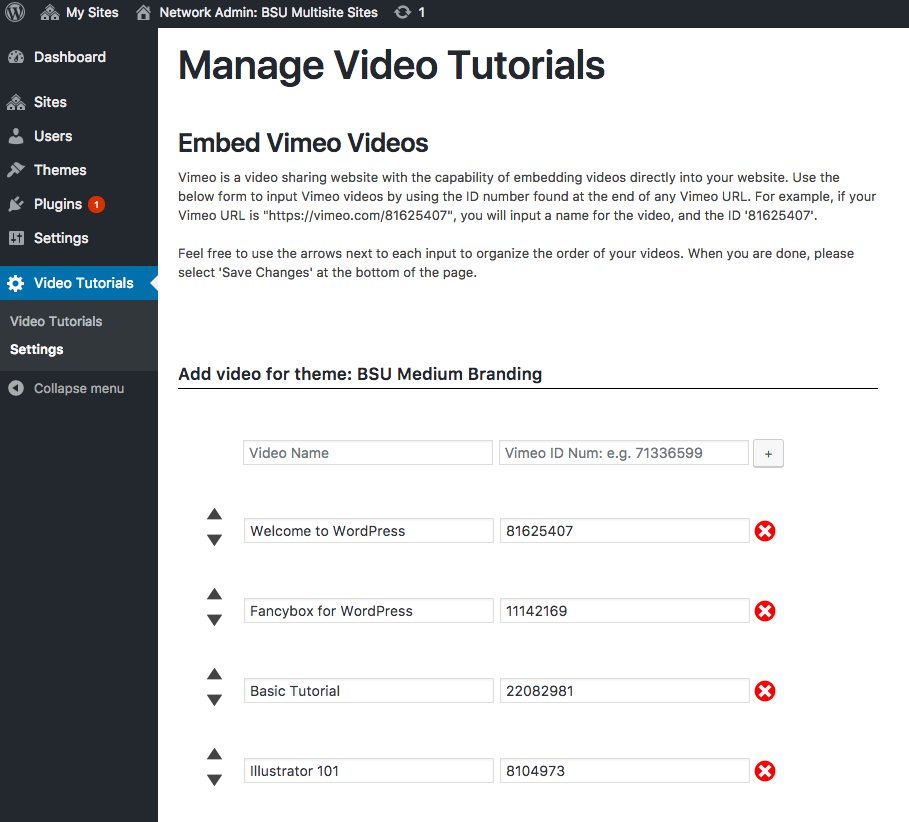 My Sites Network Admin: BSU Multisite Sites 1
Dashboard
Sites
Users
Themes
Plugins 1
Settings
Video Tutorials
Video Tutorials
Settings
Collapse menu
Manage Video Tutorials
Embed Vimeo Videos
Vimeo is a video sharing website with the capability of embedding videos directly into your website. Use the
below form to input Vimeo videos by using the ID number found at the end of any Vimeo URL. For example, if your
Vimeo URL is "https://vimeo.com/81625407", you will input a name for the video, and the ID '81625407'.
Feel free to use the arrows next to each input to organize the order of your videos. When you are done, please
select 'Save Changes' at the bottom of the page.
Add video for theme: BSU Medium Branding
Video Name Vimeo ID Num: e.g. 71336599 +
Welcome to WordPress 81625407
Fancybox for WordPress 11142169
Basic Tutorial 22082981
Illustrator 101 8104973